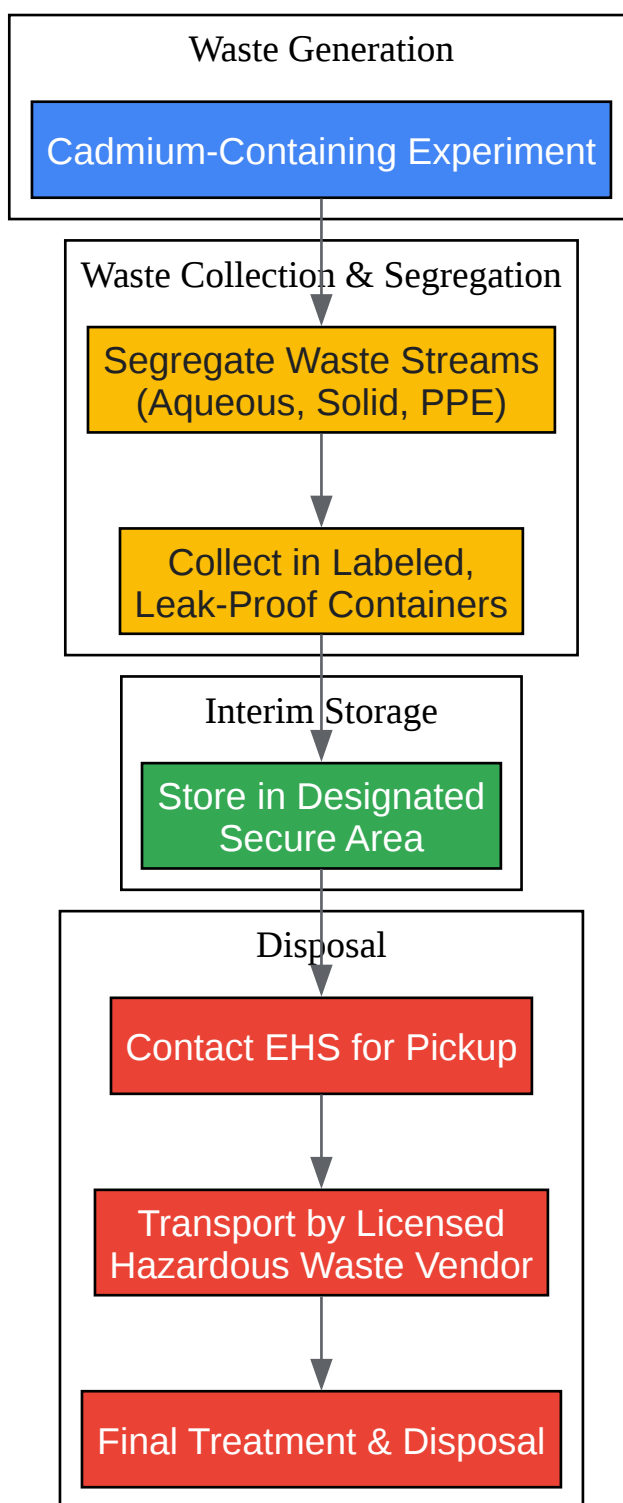 Waste Generation
Cadmium-Containing Experiment
Waste Collection & Segregation
Segregate Waste Streams
(Aqueous, Solid, PPE)
Collect in Labeled,
Leak-Proof Containers
Interim Storage
Store in Designated
Secure Area
Disposal
Contact EHS for Pickup
Transport by Licensed
Hazardous Waste Vendor
Final Treatment & Disposal